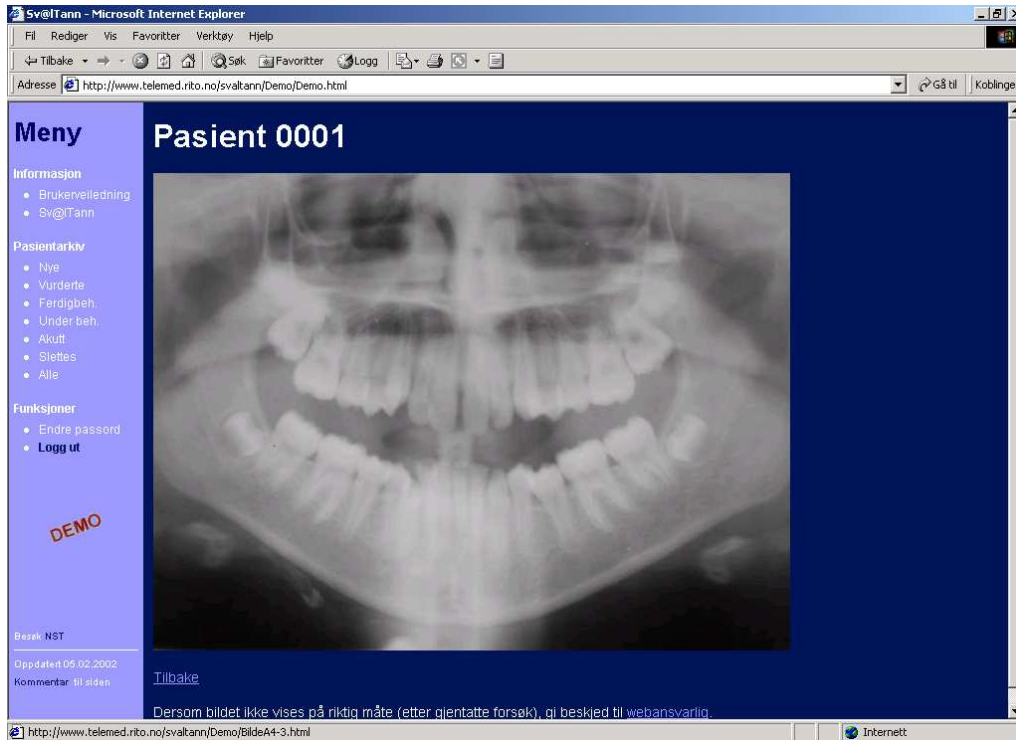 Sv@lTann - Microsoft Internet Explorer
Fil Rediger Vis Favoritter Verktøy Hjelp
Tilbake Søk Favoritter Logg
Adresse http://www.telemed.rito.no/svaltann/Demo/Demo.html Gå til Koblinger
Meny
Informasjon
Brukerveiledning
Sv@lTann
Pasientarkiv
Nye
Vurderte
Ferdigbeh.
Under beh.
Akutt
Slettes
Alle
Funksjoner
Endre passord
Logg ut
DEMO
Besøk NST
Oppdatert 05.02.2002
Kommentar til siden
Pasient 0001
Tilbake
Dersom bildet ikke vises på riktig måte (etter gjentatte forsøk), gi beskjed til webansvarlig.
http://www.telemed.rito.no/svaltann/Demo/BildeA4-3.html Internett